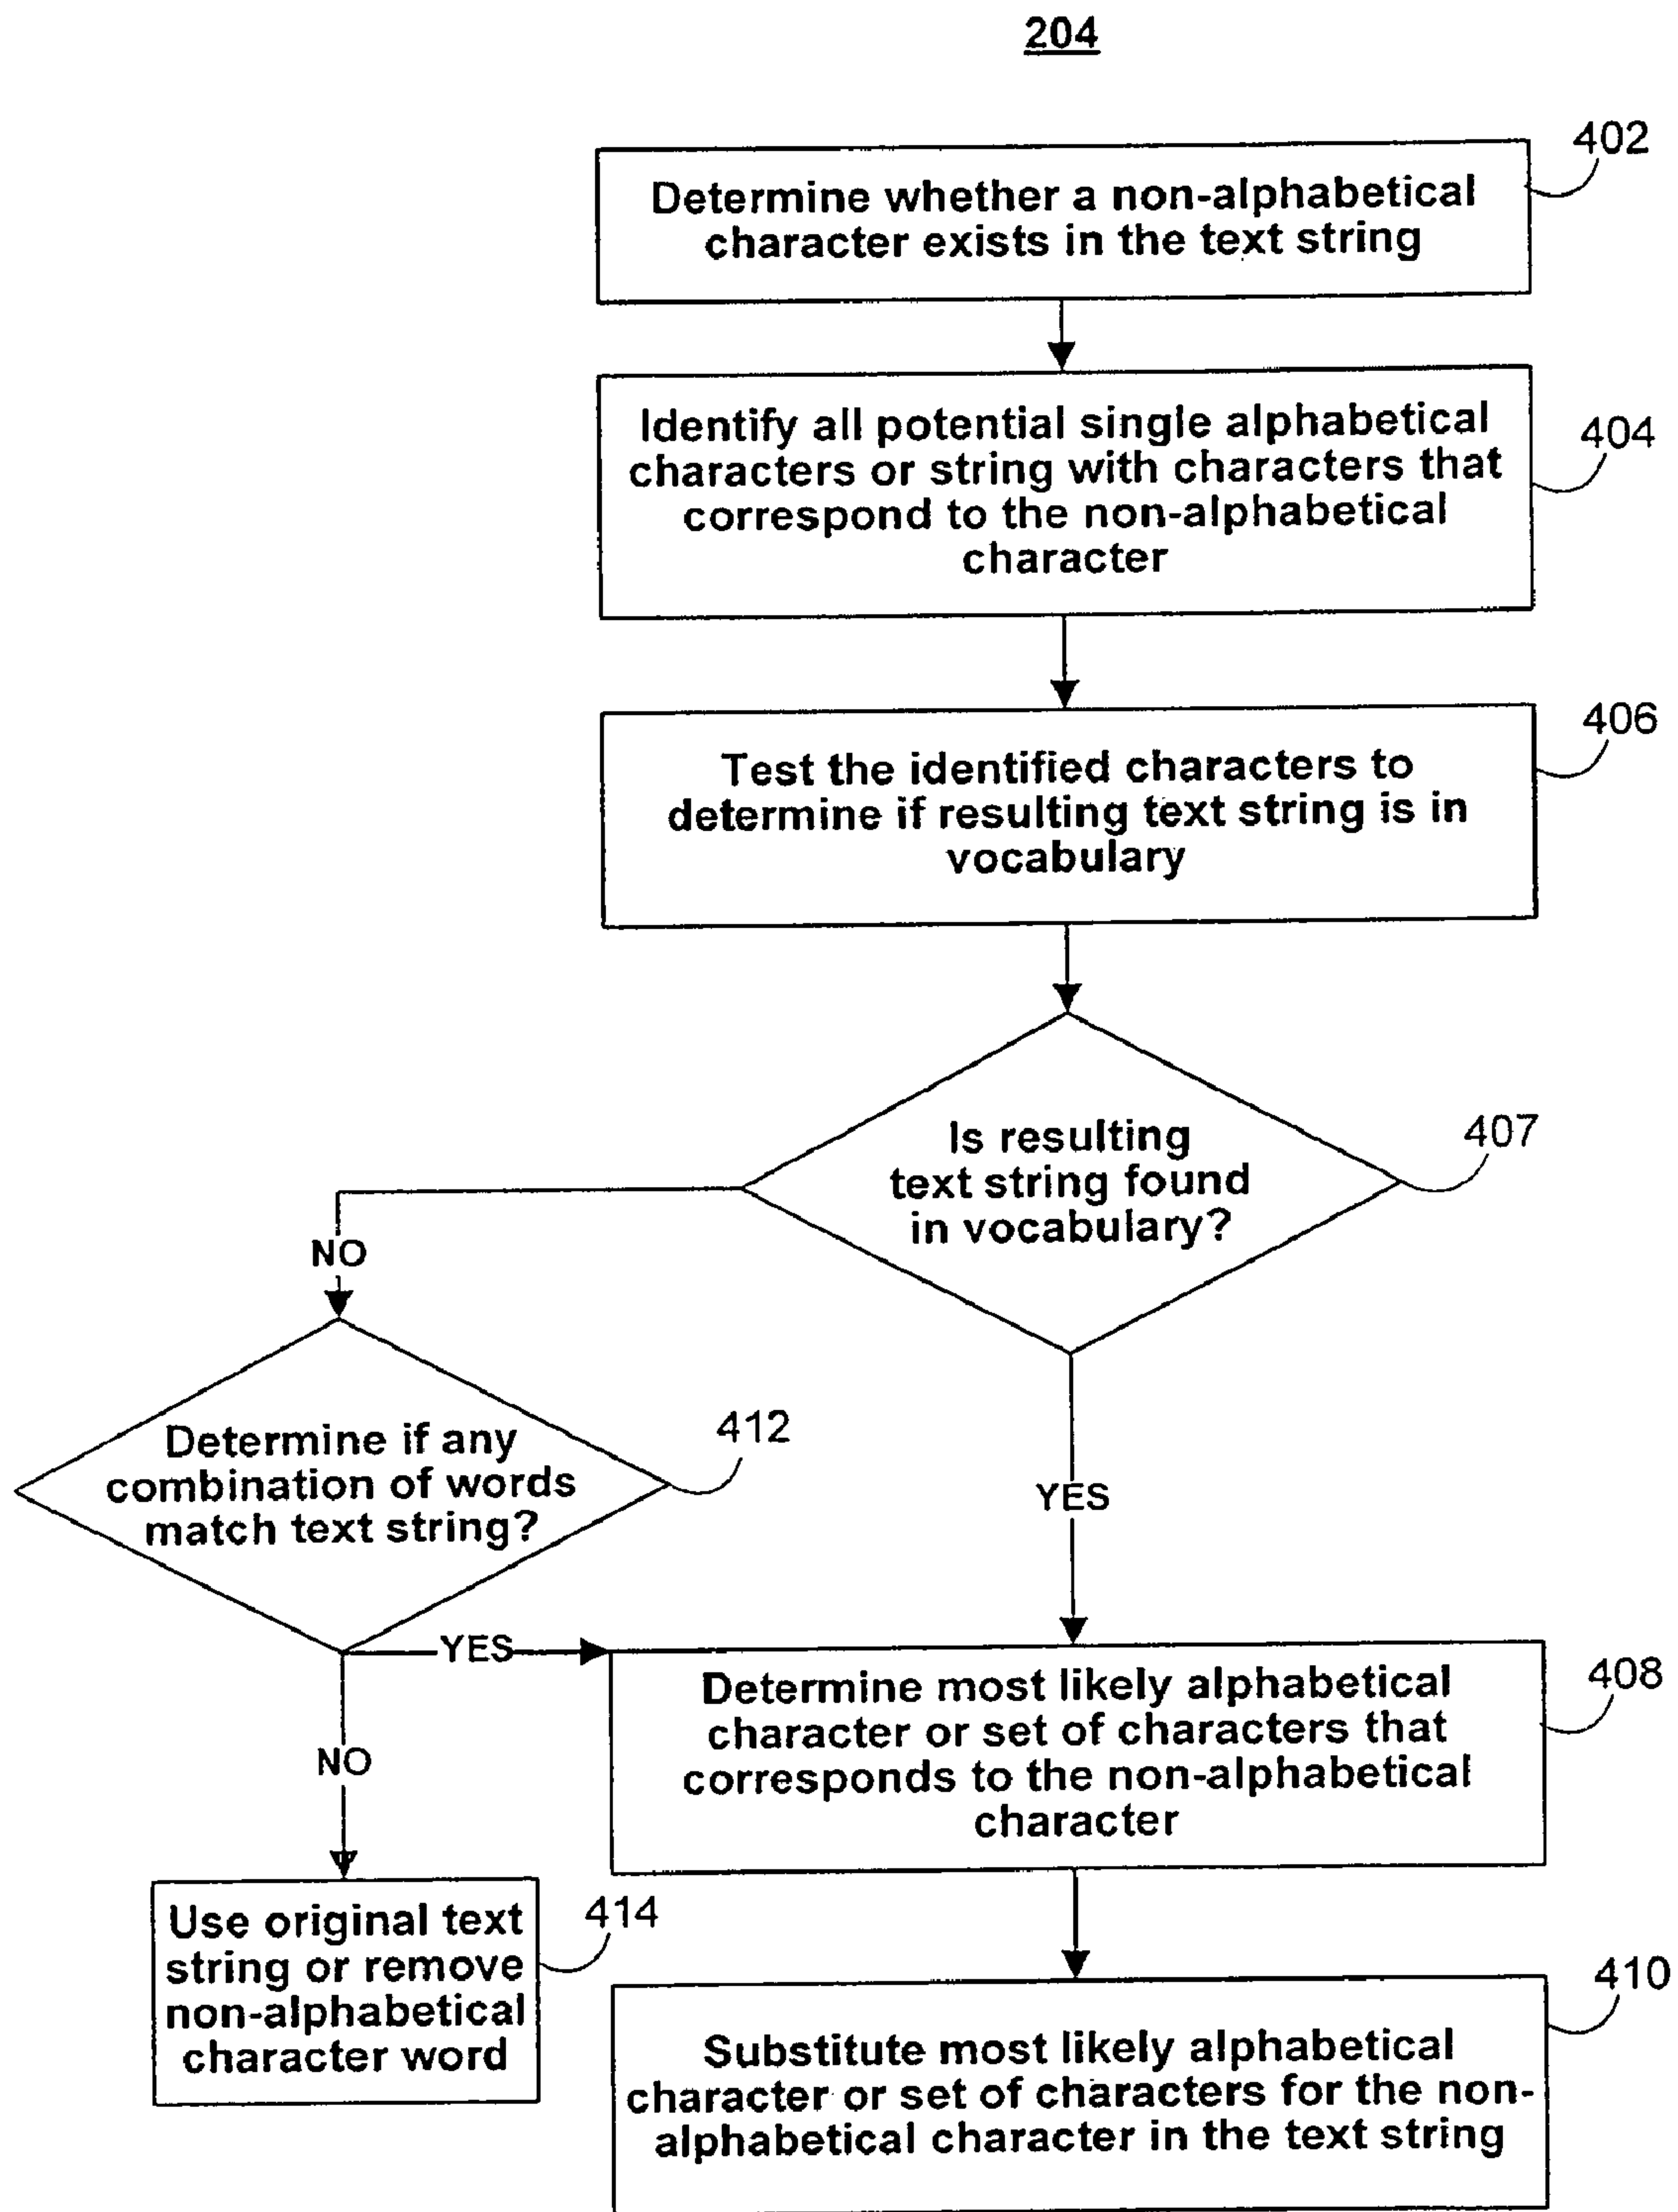 204
402
Determine whether a non-alphabetical
character exists in the text string
404
Identify all potential single alphabetical
characters or string with characters that
correspond to the non-alphabetical
character
406
Test the identified characters to
determine if resulting text string is in
vocabulary
407
Is resulting
text string found
in vocabulary?
NO
412
Determine if any
combination of words
match text string?
YES
YES
408
Determine most likely alphabetical
character or set of characters that
corresponds to the non-alphabetical
character
NO
414
Use original text
string or remove
non-alphabetical
character word
410
Substitute most likely alphabetical
character or set of characters for the non-
alphabetical character in the text string